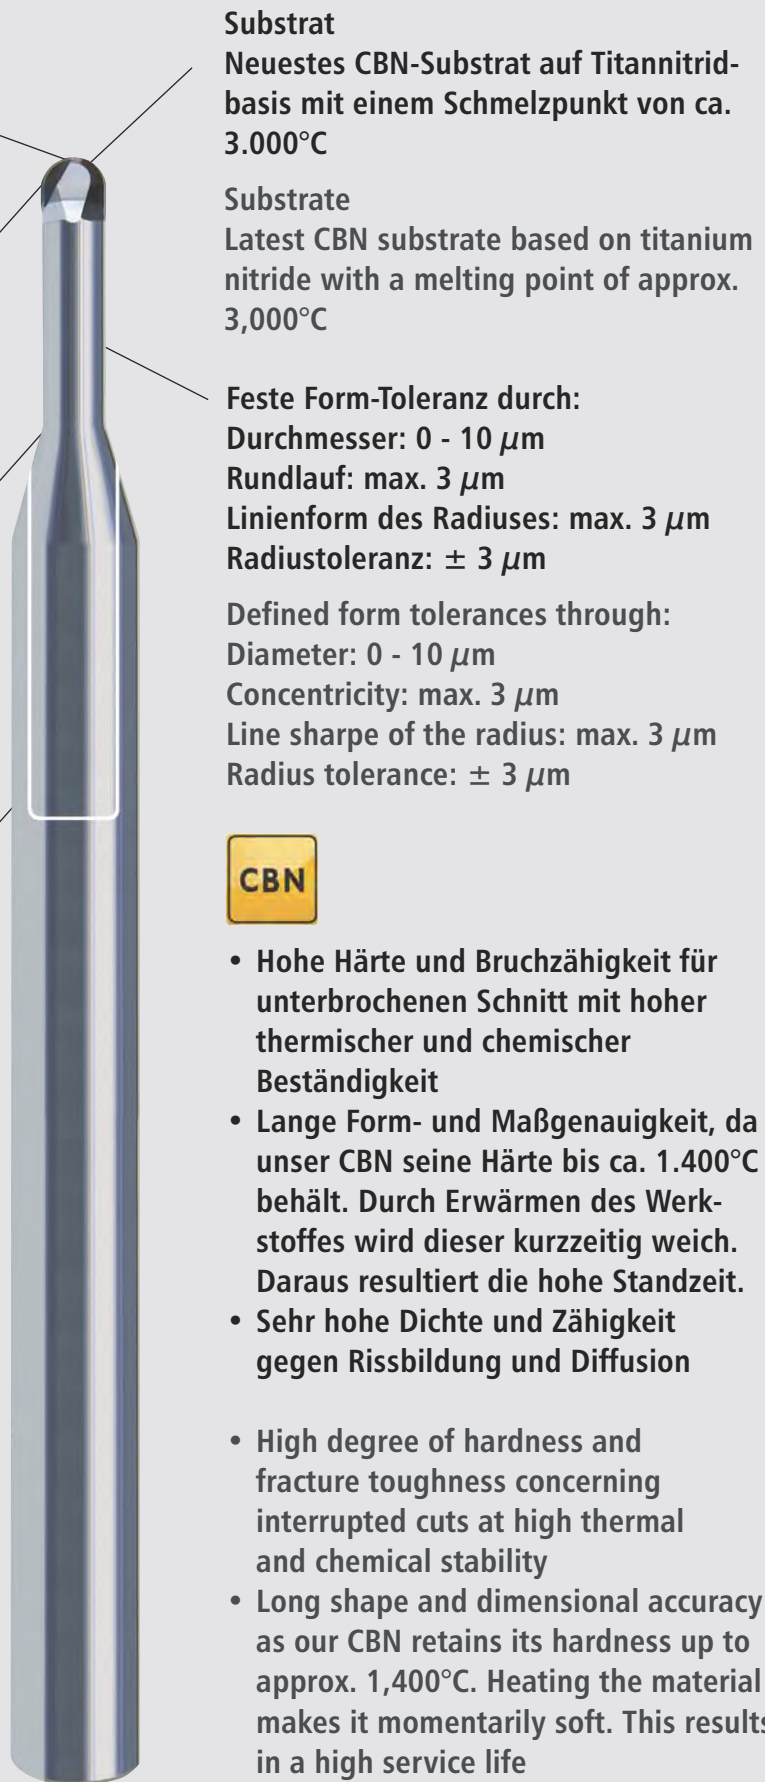 Substrat
Neuestes CBN-Substrat auf Titannitrid-
basis mit einem Schmelzpunkt von ca.
3.000°C
Substrate
Latest CBN substrate based on titanium
nitride with a melting point of approx.
3,000°C
Feste Form-Toleranz durch:
Durchmesser: 0 - 10 µm
Rundlauf: max. 3 µm
Linienform des Radiuses: max. 3 µm
Radiustoleranz: ± 3 µm
Defined form tolerances through:
Diameter: 0 - 10 µm
Concentricity: max. 3 µm
Line sharpe of the radius: max. 3 µm
Radius tolerance: ± 3 µm
CBN
• Hohe Härte und Bruchzähigkeit für
unterbrochenen Schnitt mit hoher
thermischer und chemischer
Beständigkeit
• Lange Form- und Maßgenauigkeit, da
unser CBN seine Härte bis ca. 1.400°C
behält. Durch Erwärmen des Werk-
stoffes wird dieser kurzzeitig weich.
Daraus resultiert die hohe Standzeit.
• Sehr hohe Dichte und Zähigkeit
gegen Rissbildung und Diffusion
• High degree of hardness and
fracture toughness concerning
interrupted cuts at high thermal
and chemical stability
• Long shape and dimensional accuracy
as our CBN retains its hardness up to
approx. 1,400°C. Heating the material
makes it momentarily soft. This results
in a high service life